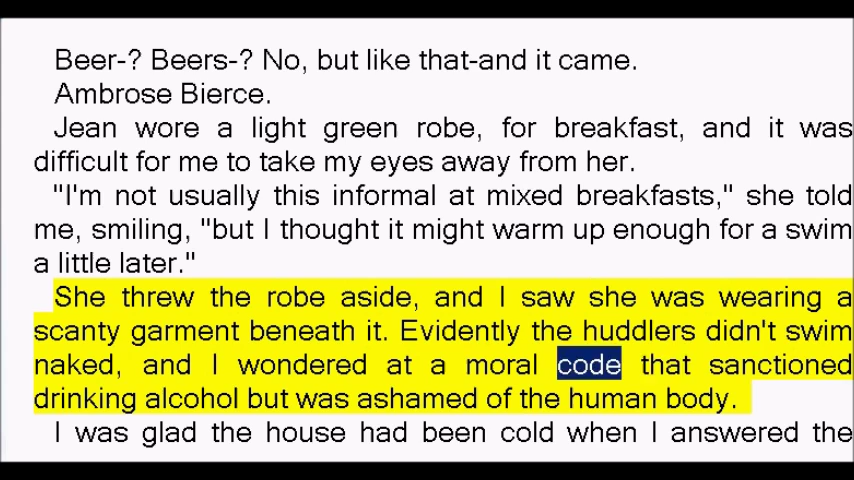 Beer-? Beers-? No, but like that-and it came.
Ambrose Bierce.
Jean wore a light green robe, for breakfast, and it was
difficult for me to take my eyes away from her.
"I'm not usually this informal at mixed breakfasts," she told
me, smiling, "but I thought it might warm up enough for a swim
a little later."
She threw the robe aside, and I saw she was wearing a
scanty garment beneath it. Evidently the huddlers didn't swim
naked, and I wondered at a moral code that sanctioned
drinking alcohol but was ashamed of the human body.
I was glad the house had been cold when I answered the